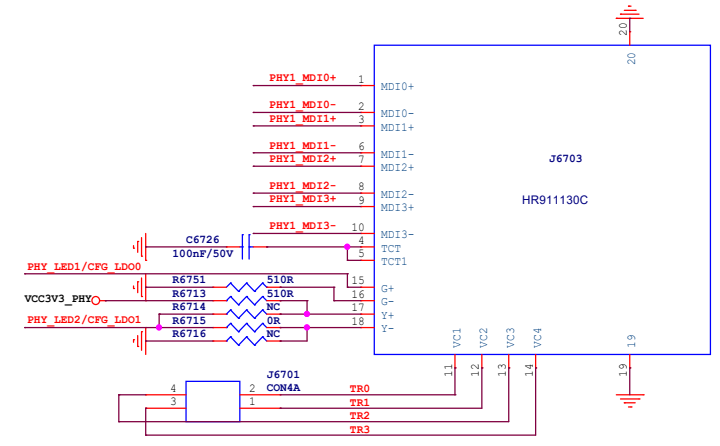 20
20
PHY1_MDI0+ 1 MDI0+
PHY1_MDI0- 2 MDI0-
PHY1_MDI1+ 3 MDI1+
PHY1_MDI1- 6 MDI1-
PHY1_MDI2+ 7 MDI2+
J6703
PHY1_MDI2- 8 MDI2-
PHY1_MDI3+ 9 MDI3+
HR911130C
PHY1_MDI3- 10 MDI3-
C6726 4 TCT
100nF/50V 5 TCT1
PHY_LED1/CFG_LDO0
R6751 510R 15 G+
VCC3V3_PHY R6713 510R 16 G-
R6714 NC 17 Y+
PHY_LED2/CFG_LDO1 R6715 0R 18 Y-
R6716 NC
VC1 VC2 VC3 VC4 19
11 12 13 14 19
J6701
4 2 CON4A TR0
3 1 TR1
TR2
TR3